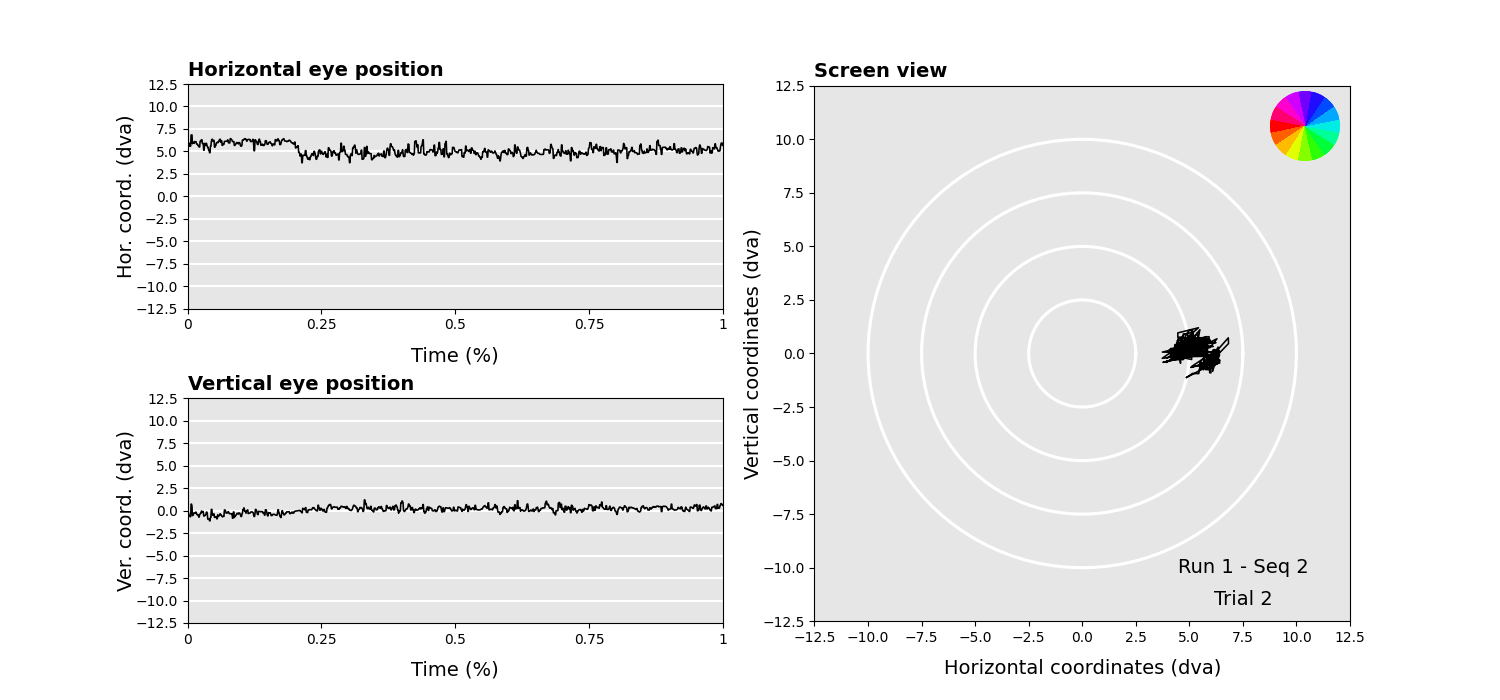 Horizontal eye position
12.5
10.0
7.5
5.0
2.5
0.0
−2.5
−5.0
−7.5
−10.0
−12.5
Hor. coord. (dva)
0 0.25 0.5 0.75 1
Time (%)
Vertical eye position
12.5
10.0
7.5
5.0
2.5
0.0
−2.5
−5.0
−7.5
−10.0
−12.5
Ver. coord. (dva)
0 0.25 0.5 0.75 1
Time (%)
Screen view
12.5
10.0
7.5
5.0
2.5
0.0
−2.5
−5.0
−7.5
−10.0
−12.5
Vertical coordinates (dva)
Run 1 - Seq 2
Trial 2
−12.5 −10.0 −7.5 −5.0 −2.5 0.0 2.5 5.0 7.5 10.0 12.5
Horizontal coordinates (dva)